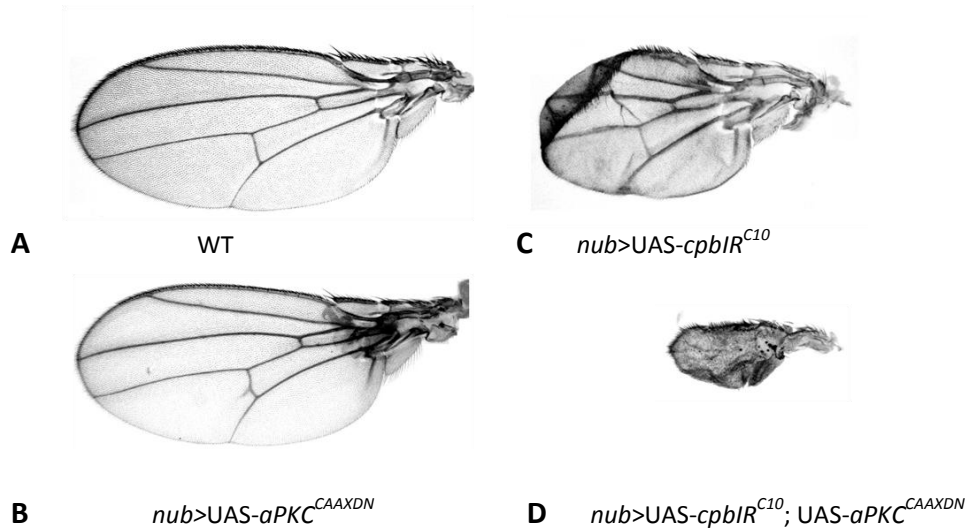 A WT
C nub>UAS-cpbIR^C10
B nub>UAS-aPKC^CAAXDN
D nub>UAS-cpbIR^C10; UAS-aPKC^CAAXDN